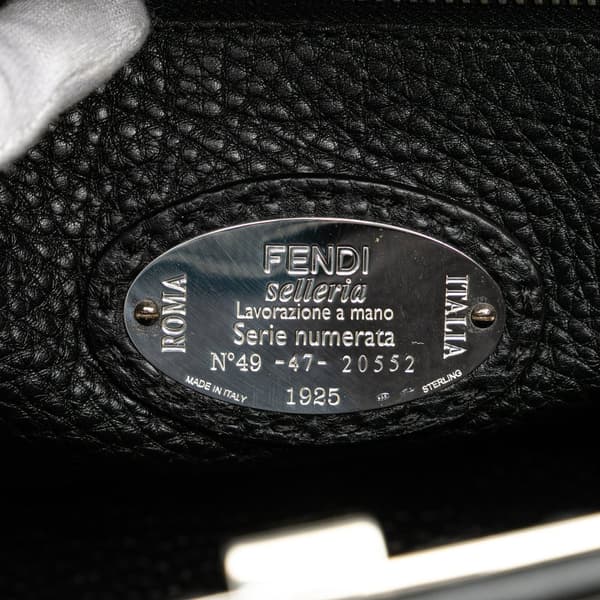 FENDI
selleria
Lavorazione a mano
Serie numerata
N°49 -47- 20552
1925
ROMA
ITALIA
MADE IN ITALY
STERLING